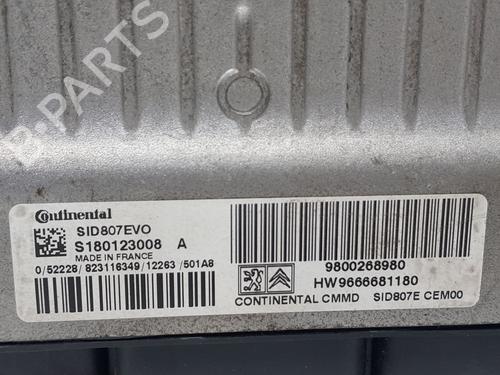 B-PARTS
Continental
SID807EVO
S180123008 A
MADE IN FRANCE
0/52228/823116349/12263/501A8
9800268980
HW9666681180
CONTINENTAL CMMD SID807E CEM00